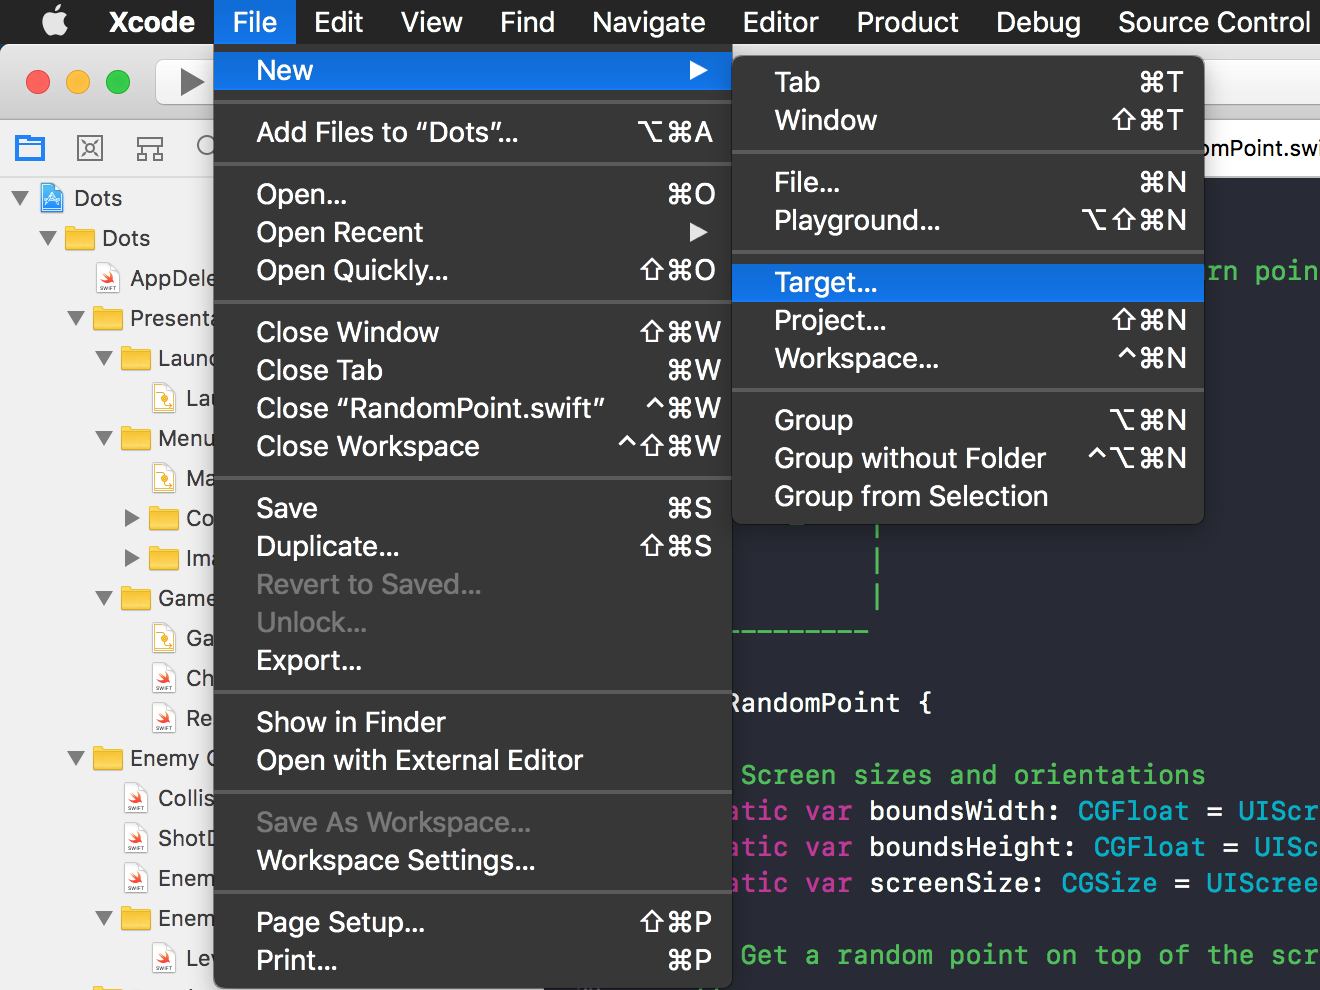 Xcode File Edit View Find Navigate Editor Product Debug Source Control
New
Add Files to “Dots”... ⌥⌘A
Open... ⌘O
Open Recent
Open Quickly... ⇧⌘O
Close Window ⇧⌘W
Close Tab ⌘W
Close “RandomPoint.swift” ^⌘W
Close Workspace ^⇧⌘W
Save ⌘S
Duplicate... ⇧⌘S
Revert to Saved...
Unlock...
Export...
Show in Finder
Open with External Editor
Save As Workspace...
Workspace Settings...
Page Setup... ⇧⌘P
Print... ⌘P
Tab ⌘T
Window ⇧⌘T
File... ⌘N
Playground... ⌥⇧⌘N
Target...
Project... ⇧⌘N
Workspace... ^⌘N
Group ⌥⌘N
Group without Folder ^⌥⌘N
Group from Selection
Dots
Dots
AppDele
Presenta
Launc
Lau
Menu
Ma
Co
Ima
Game
Ga
Ch
Re
Enemy
Collis
ShotD
Enem
Enem
Lev
omPoint.swi
rn poin
RandomPoint {
Screen sizes and orientations
atic var boundsWidth: CGFloat = UIScr
atic var boundsHeight: CGFloat = UISc
atic var screenSize: CGSize = UIScree
Get a random point on top of the scr